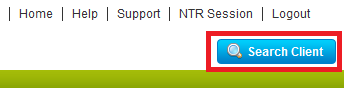 Home | Help | Support | NTR Session | Logout
Search Client